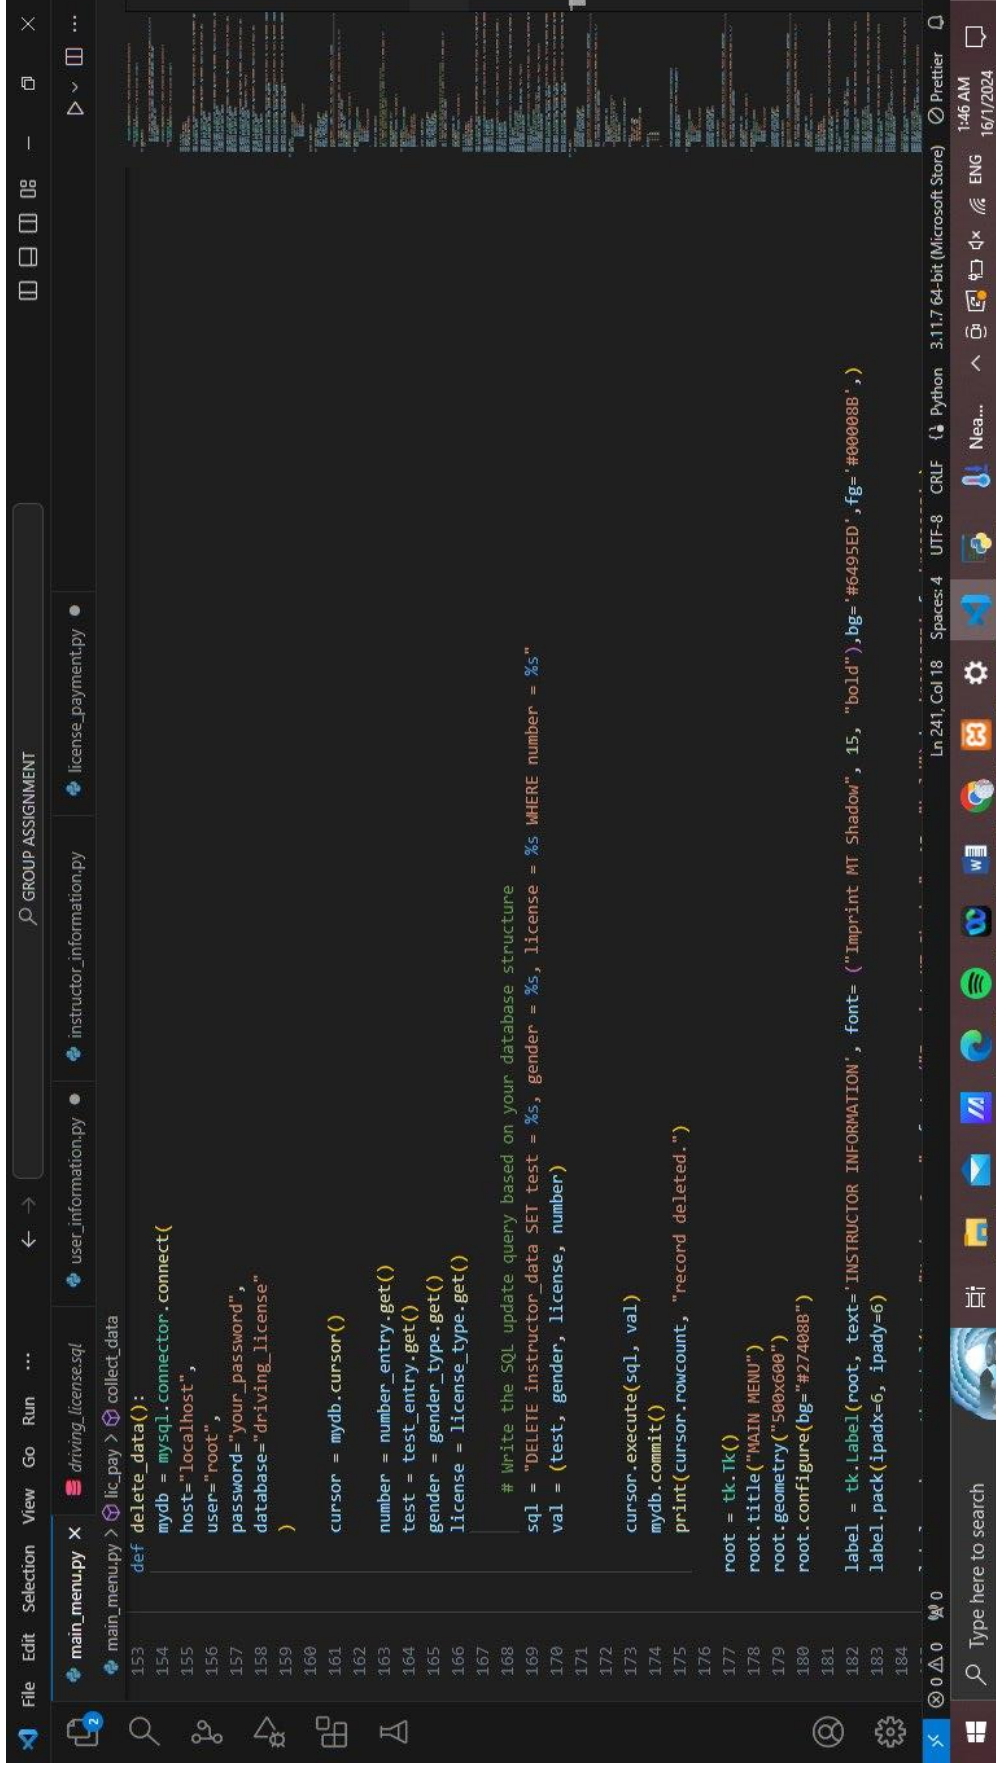 File Edit Selection View Go Run ... ← → GROUP ASSIGNMENT
main_menu.py driving_license.sql user_information.py instructor_information.py license_payment.py
main_menu.py > lic_pay > collect_data
153 def delete_data():
154 mydb = mysql.connector.connect(
155 host="localhost",
156 user="root",
157 password="your_password",
158 database="driving_license"
159 )
160
161 cursor = mydb.cursor()
162
163 number = number_entry.get()
164 test = test_entry.get()
165 gender = gender_type.get()
166 license = license_type.get()
167
168 # Write the SQL update query based on your database structure
169 sql = "DELETE instructor_data SET test = %s, gender = %s, license = %s WHERE number = %s"
170 val = (test, gender, license, number)
171
172
173 cursor.execute(sql, val)
174 mydb.commit()
175 print(cursor.rowcount, "record deleted.")
176
177 root = tk.Tk()
178 root.title("MAIN MENU")
179 root.geometry("500x600")
180 root.configure(bg="#27408B")
181
182 label = tk.Label(root, text='INSTRUCTOR INFORMATION', font= ("Imprint MT Shadow", 15, "bold"),bg='#6495ED',fg='#00008B',)
183 label.pack(ipadx=6, ipady=6)
184
2
0 0 0 Ln 241, Col 18 Spaces: 4 UTF-8 CRLF Python 3.11.7 64-bit (Microsoft Store) Prettier
Type here to search Nea... ENG 1:46 AM
16/1/2024